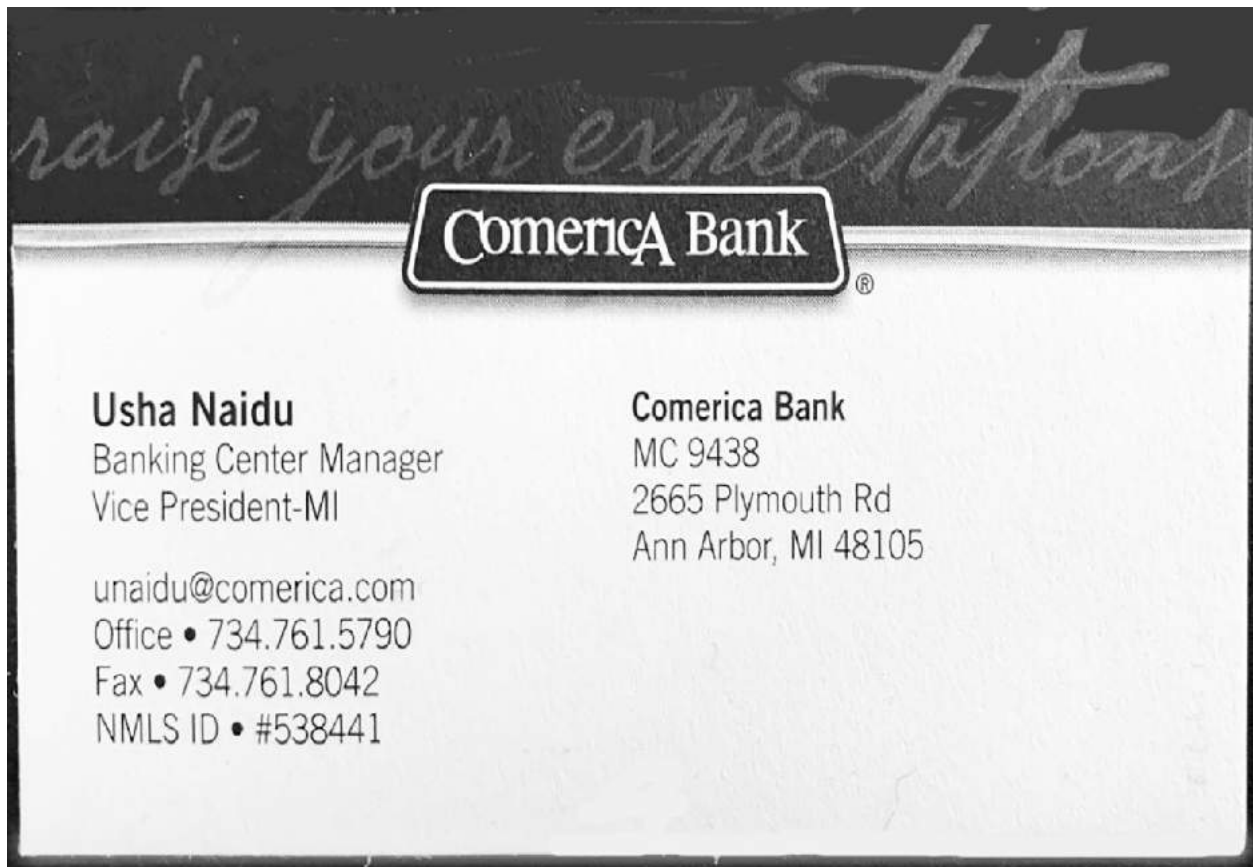 raise your expectations
ComericA Bank
®
Usha Naidu
Banking Center Manager
Vice President-MI
unaidu@comerica.com
Office • 734.761.5790
Fax • 734.761.8042
NMLS ID • #538441
Comerica Bank
MC 9438
2665 Plymouth Rd
Ann Arbor, MI 48105